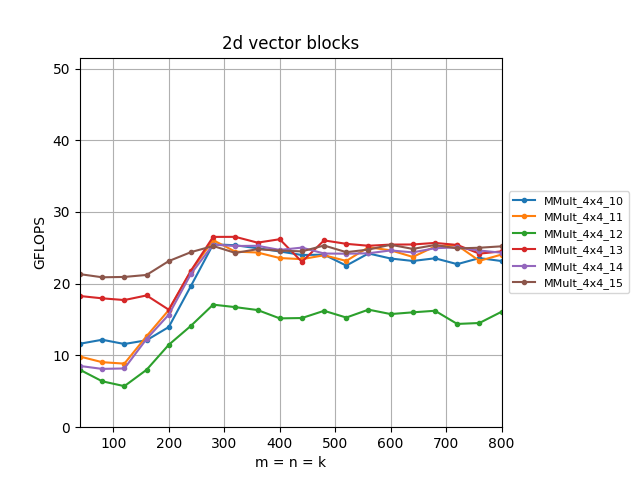 2d vector blocks
GFLOPS
50
40
30
20
10
0
100 200 300 400 500 600 700 800
m = n = k
MMult_4x4_10
MMult_4x4_11
MMult_4x4_12
MMult_4x4_13
MMult_4x4_14
MMult_4x4_15